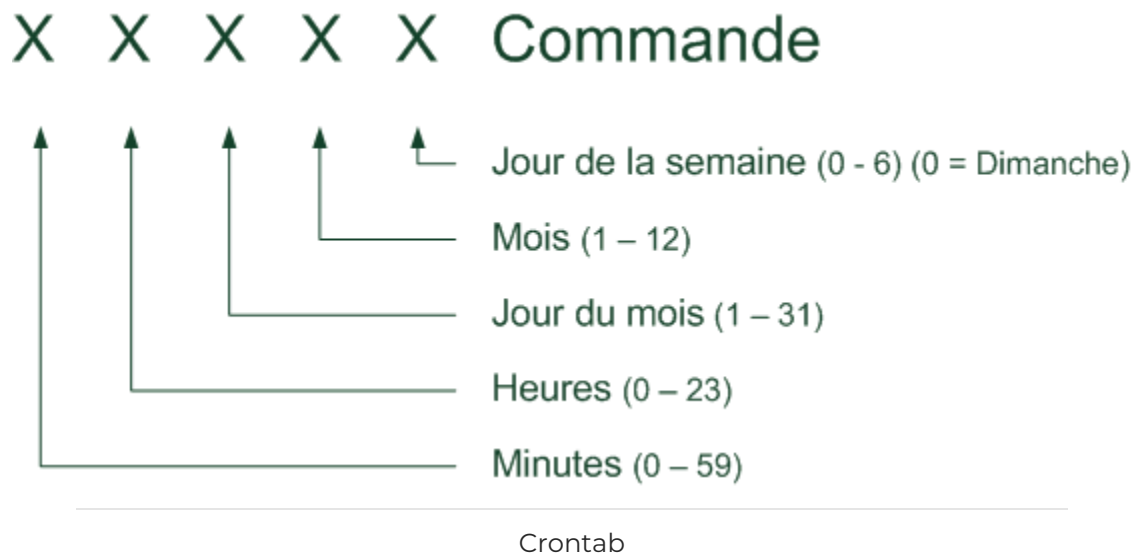 X X X X X Commande
Jour de la semaine (0 - 6) (0 = Dimanche)
Mois (1 – 12)
Jour du mois (1 – 31)
Heures (0 – 23)
Minutes (0 – 59)
Crontab